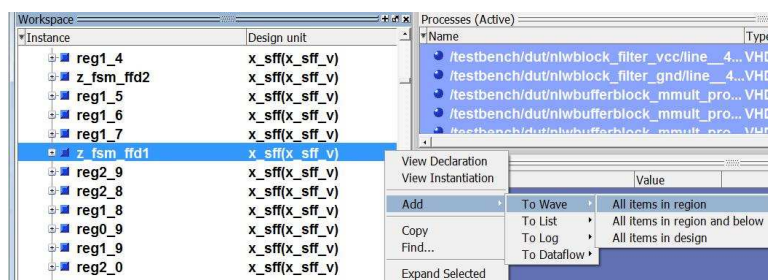 Workspace
Instance Design unit
reg1_4 x_sff(x_sff_v)
z_fsm_ffd2 x_sff(x_sff_v)
reg1_5 x_sff(x_sff_v)
reg1_6 x_sff(x_sff_v)
reg1_7 x_sff(x_sff_v)
z_fsm_ffd1 x_sff(x_sff_v)
reg2_9 x_sff(x_sff_v)
reg2_8 x_sff(x_sff_v)
reg1_8 x_sff(x_sff_v)
reg0_9 x_sff(x_sff_v)
reg1_9 x_sff(x_sff_v)
reg2_0 x_sff(x_sff_v)
Processes (Active)
Name Type
/testbench/dut/nlwblock_filter_vcc/line__4... VHD
/testbench/dut/nlwblock_filter_gnd/line__4... VHD
/testbench/dut/nlwbufferblock_mmult_pro... VHD
/testbench/dut/nlwbufferblock_mmult_pro... VHD
Value
View Declaration
View Instantiation
Add
Copy
Find...
Expand Selected
To Wave
To List
To Log
To Dataflow
All items in region
All items in region and below
All items in design